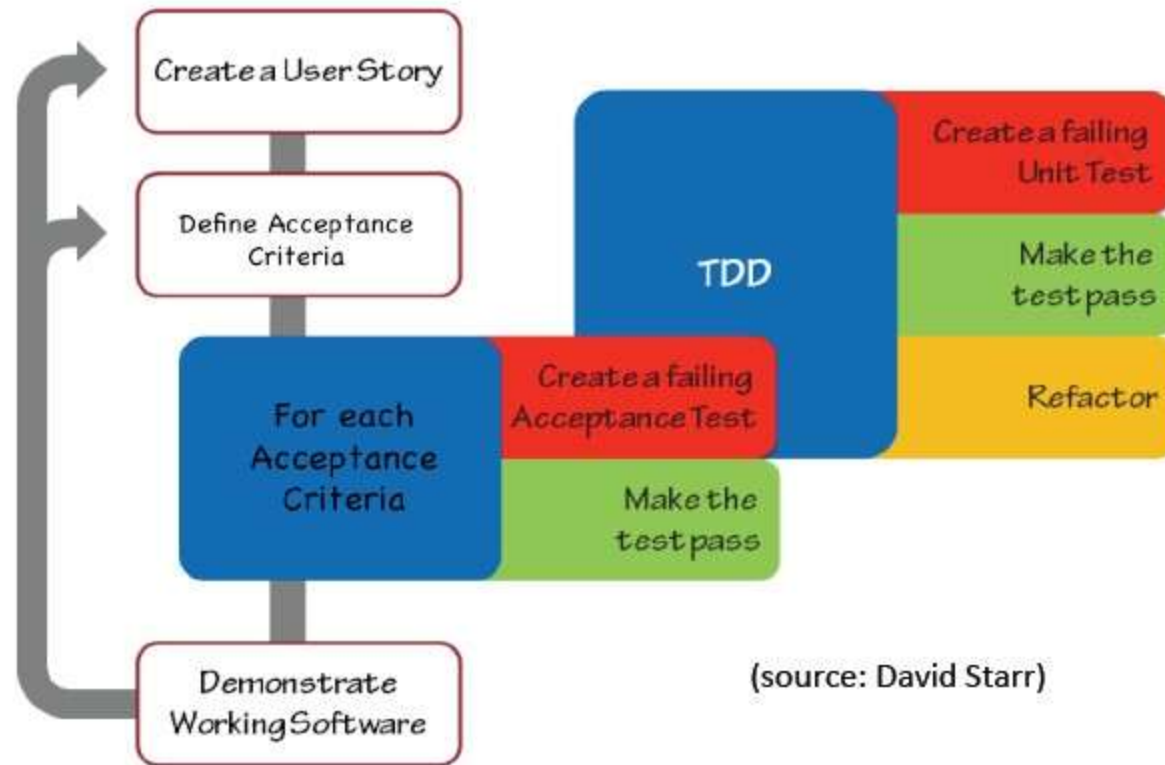 Create a User Story
Define Acceptance
Criteria
For each
Acceptance
Criteria
Create a failing
Acceptance Test
Make the
test pass
TDD
Create a failing
Unit Test
Make the
test pass
Refactor
Demonstrate
Working Software
(source: David Starr)